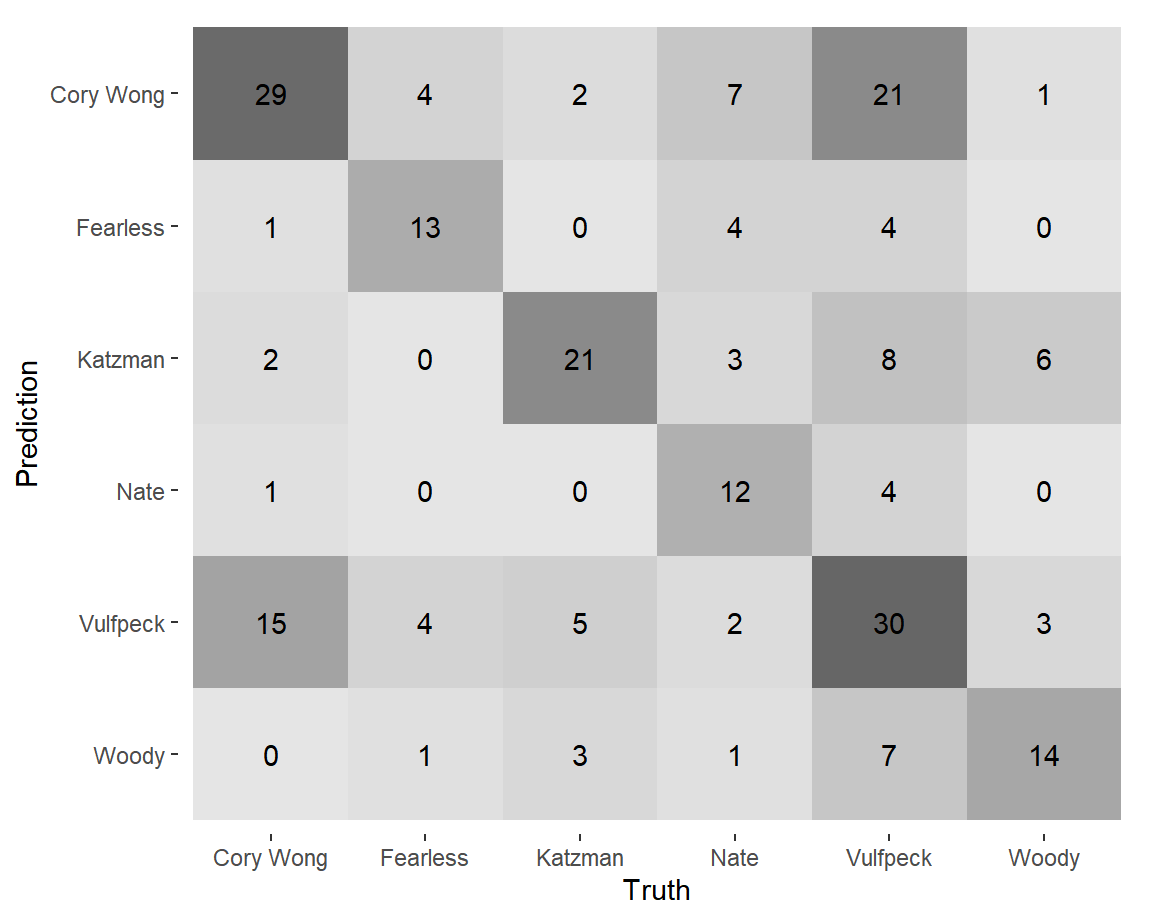 Cory Wong 29 4 2 7 21 1
Fearless 1 13 0 4 4 0
Katzman 2 0 21 3 8 6
Nate 1 0 0 12 4 0
Vulfpeck 15 4 5 2 30 3
Woody 0 1 3 1 7 14
Prediction
Cory Wong Fearless Katzman Nate Vulfpeck Woody
Truth